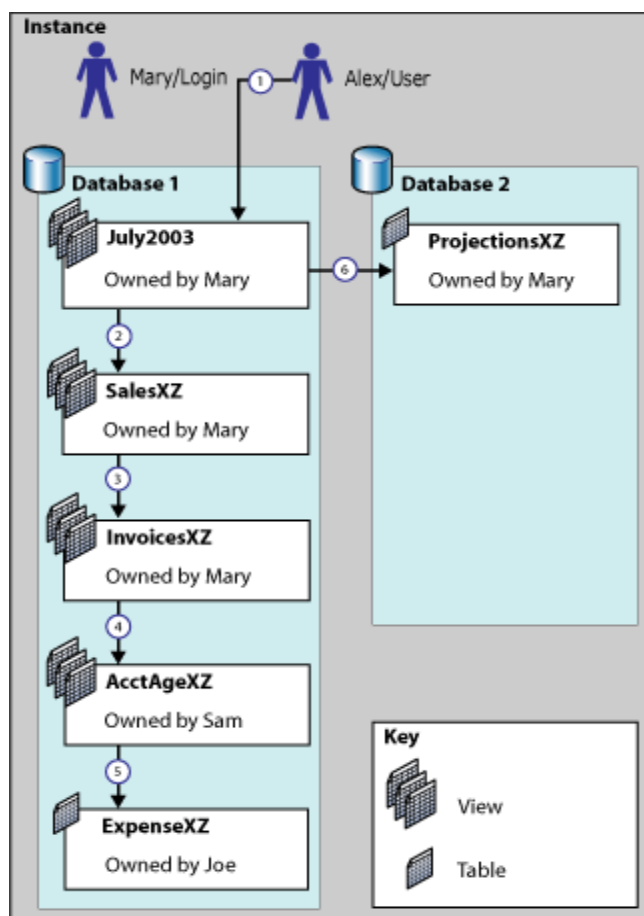 Instance
Mary/Login
1
Alex/User
Database 1
July2003
Owned by Mary
2
SalesXZ
Owned by Mary
3
InvoicesXZ
Owned by Mary
4
AcctAgeXZ
Owned by Sam
5
ExpenseXZ
Owned by Joe
6
Database 2
ProjectionsXZ
Owned by Mary
Key
View
Table